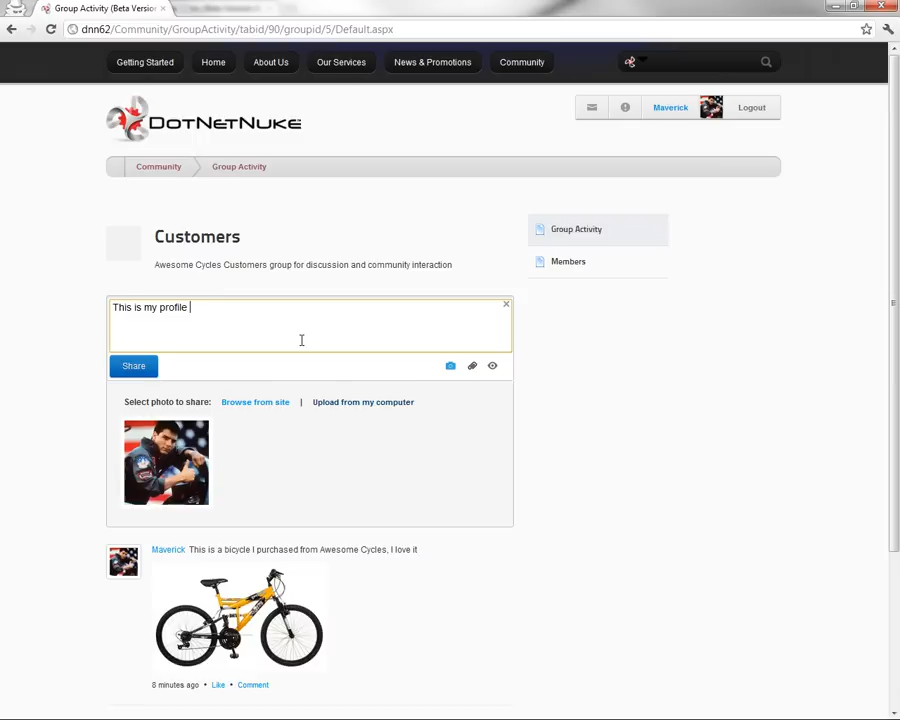 Group Activity (Beta Versio
dnn62/Community/GroupActivity/tabid/90/groupid/5/Default.aspx
Getting Started Home About Us Our Services News & Promotions Community
DOTNETNUKE
Maverick Logout
Community Group Activity
Customers
Awesome Cycles Customers group for discussion and community interaction
Group Activity
Members
This is my profile
Share
Select photo to share: Browse from site | Upload from my computer
Maverick This is a bicycle I purchased from Awesome Cycles, I love it
8 minutes ago • Like • Comment